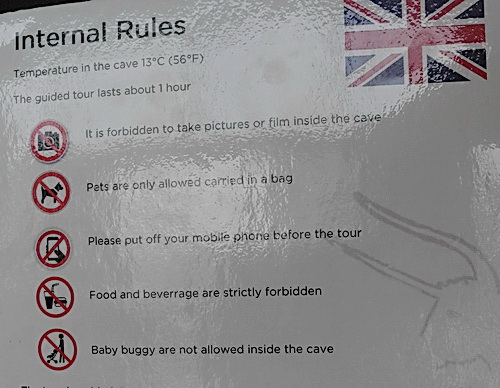 Internal Rules
Temperature in the cave 13°C (56°F)
The guided tour lasts about 1 hour
It is forbidden to take pictures or film inside the cave
Pets are only allowed carried in a bag
Please put off your mobile phone before the tour
Food and beverrage are strictly forbidden
Baby buggy are not allowed inside the cave